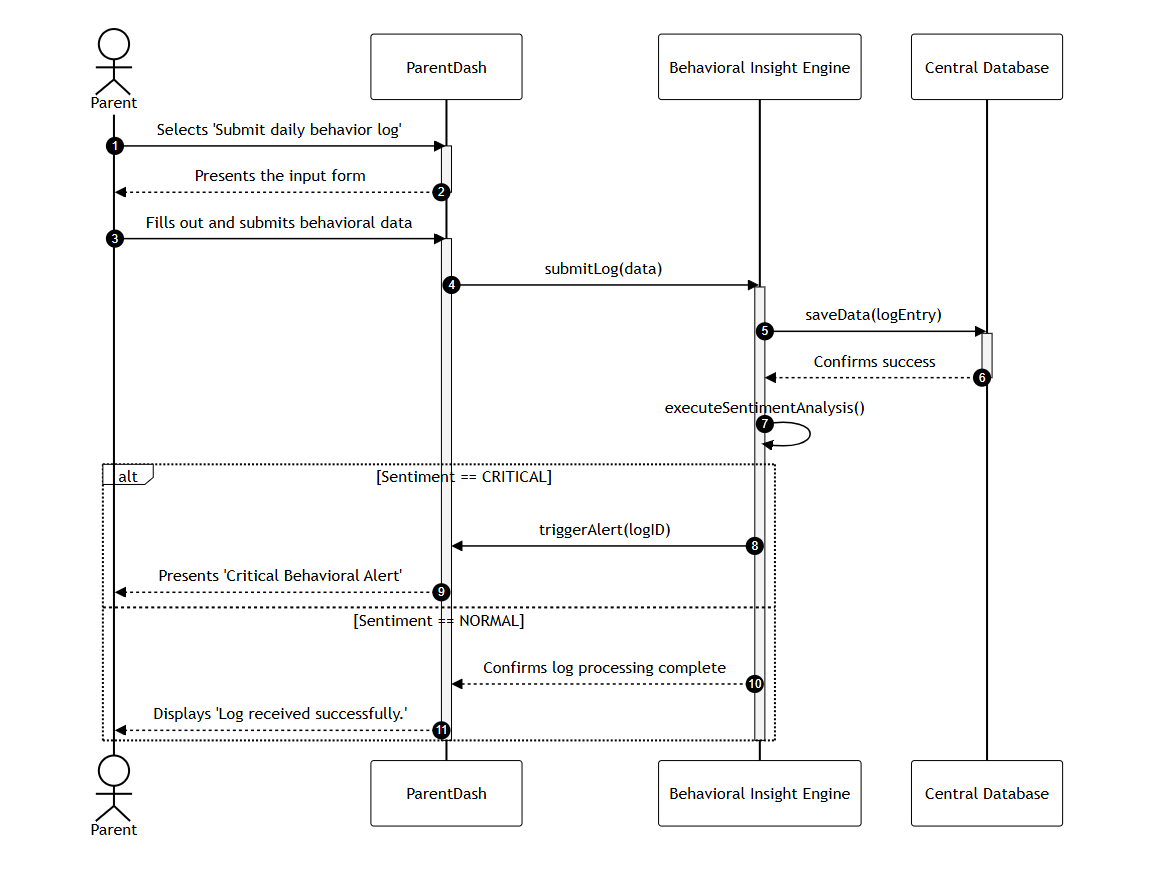 Parent
ParentDash
Behavioral Insight Engine
Central Database
Selects 'Submit daily behavior log'
1
Presents the input form
2
Fills out and submits behavioral data
3
submitLog(data)
4
saveData(logEntry)
5
Confirms success
6
executeSentimentAnalysis()
7
alt
[Sentiment == CRITICAL]
triggerAlert(logID)
8
Presents 'Critical Behavioral Alert'
9
[Sentiment == NORMAL]
Confirms log processing complete
10
Displays 'Log received successfully.'
11
Parent
ParentDash
Behavioral Insight Engine
Central Database